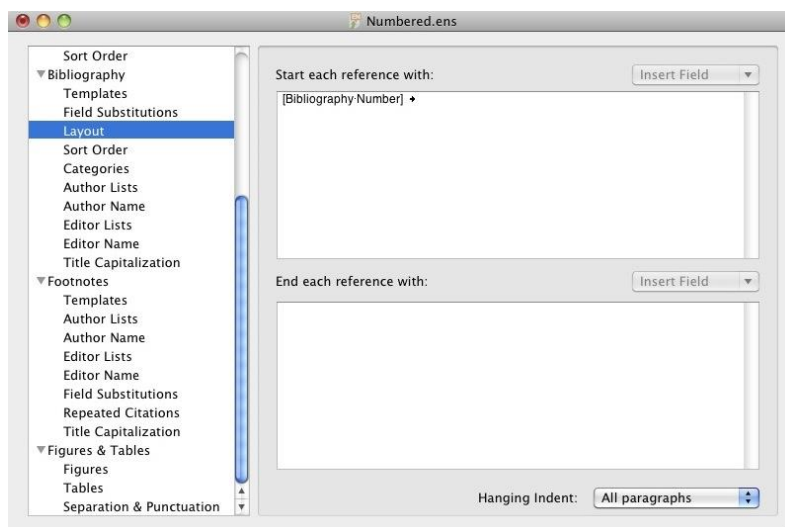 Numbered.ens
Sort Order
Bibliography
Templates
Field Substitutions
Layout
Sort Order
Categories
Author Lists
Author Name
Editor Lists
Editor Name
Title Capitalization
Footnotes
Templates
Author Lists
Author Name
Editor Lists
Editor Name
Field Substitutions
Repeated Citations
Title Capitalization
Figures & Tables
Figures
Tables
Separation & Punctuation
Start each reference with:
Insert Field
[Bibliography·Number]
End each reference with:
Insert Field
Hanging Indent: All paragraphs